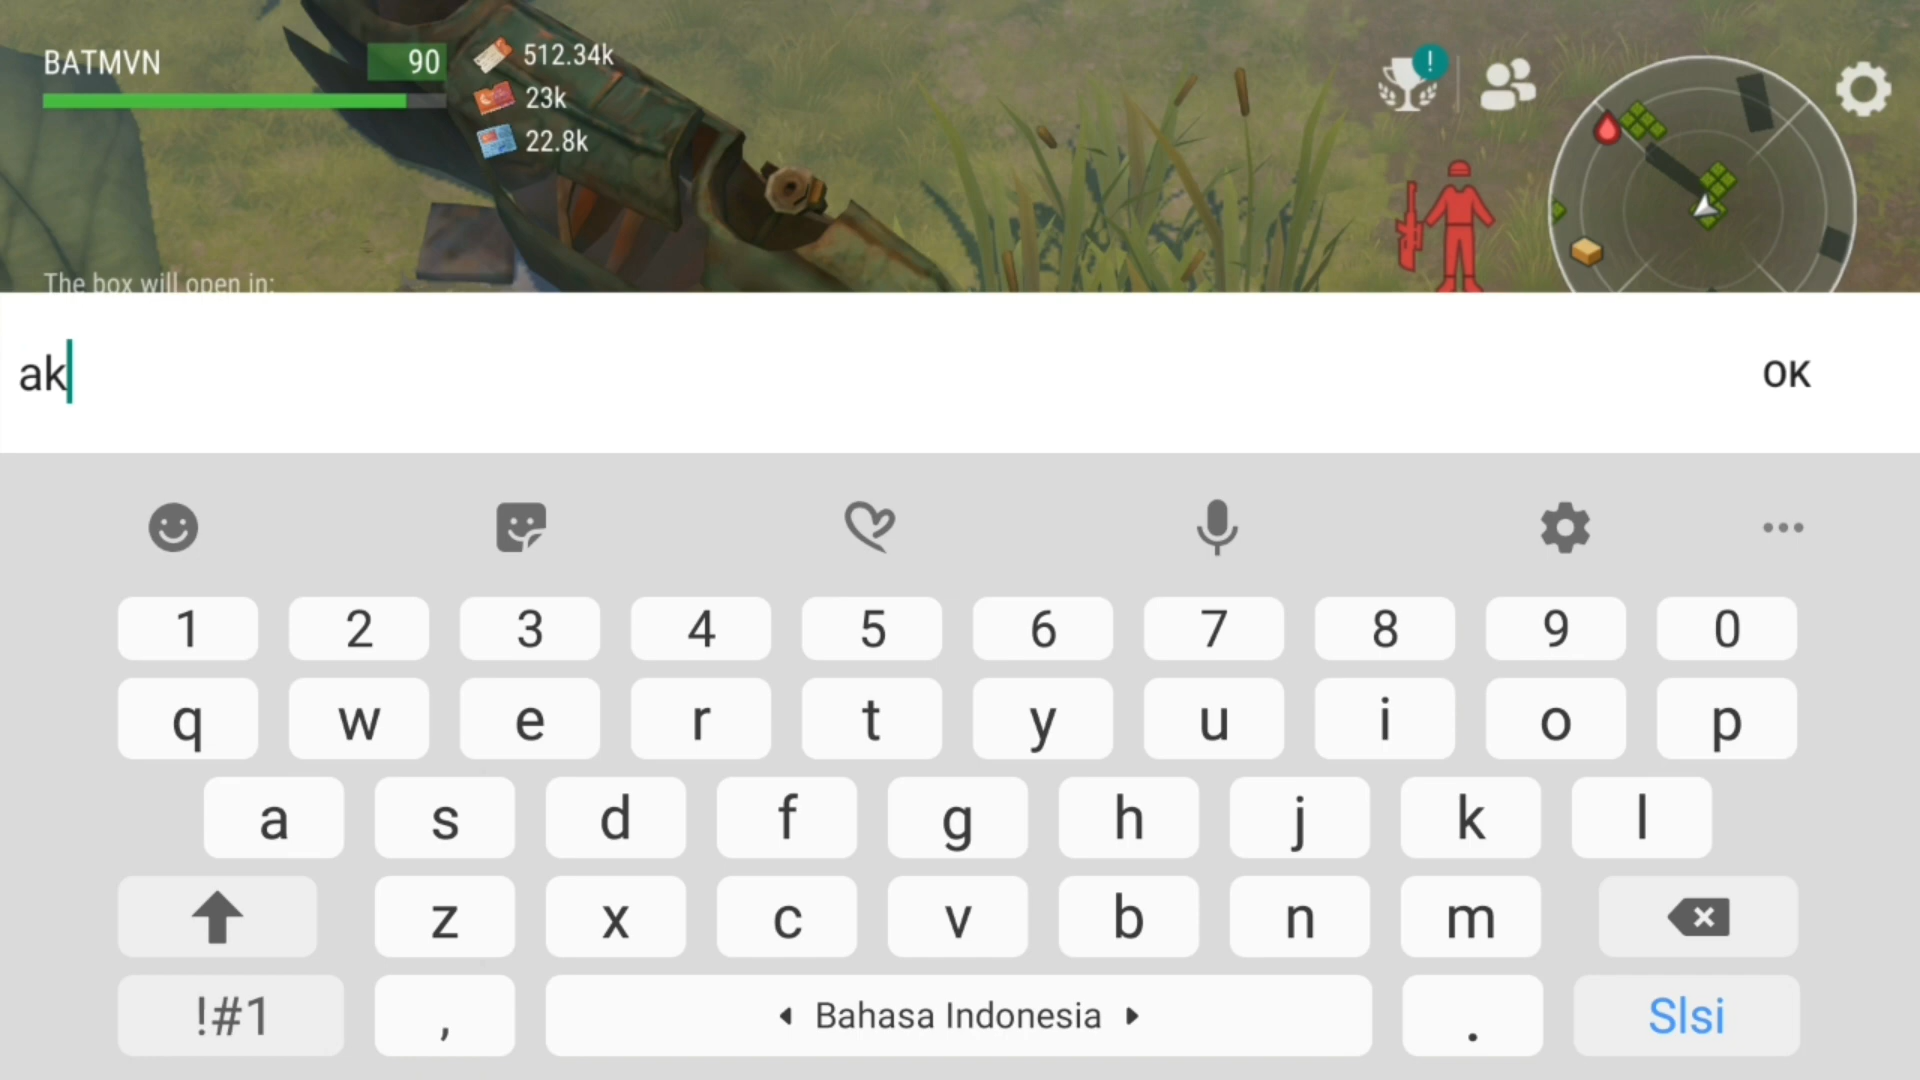 BATMVN 90
512.34k
23k
22.8k
!
The box will open in:
ak
OK
1 2 3 4 5 6 7 8 9 0
q w e r t y u i o p
a s d f g h j k l
z x c v b n m
!#1 , Bahasa Indonesia . Slsi